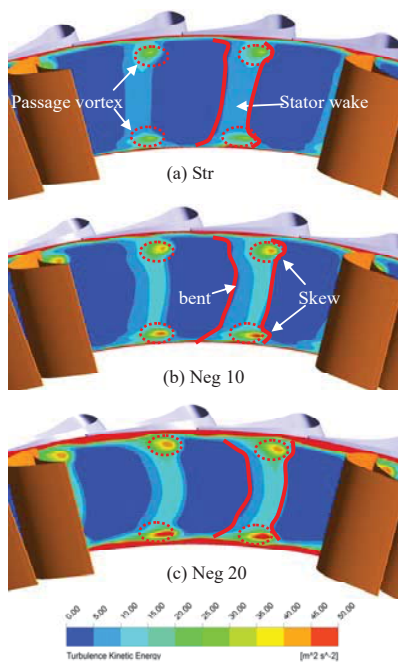 Passage vortex
Stator wake
(a) Str
bent
Skew
(b) Neg 10
(c) Neg 20
0.00 5.00 10.00 15.00 20.00 25.00 30.00 35.00 40.00 45.00 50.00
Turbulence Kinetic Energy [m^2 s^-2]